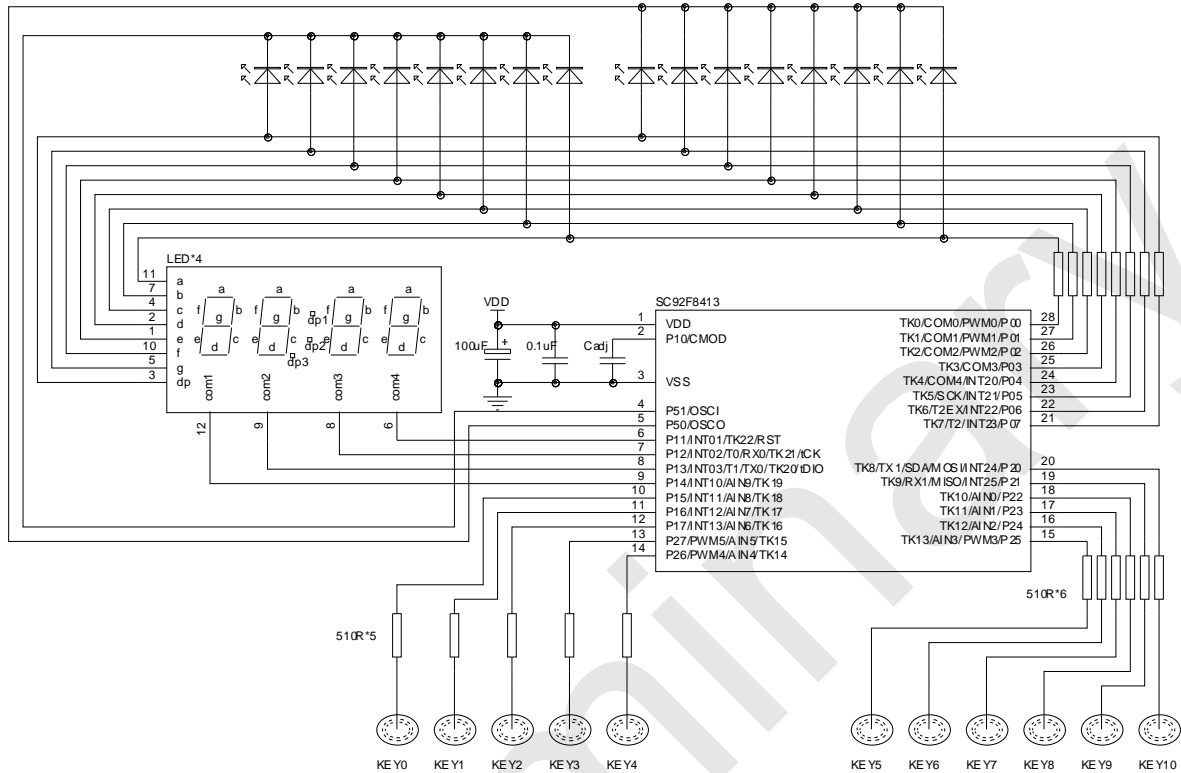 LED*4
11 a
7 b
4 c
2 d
1 e
10 f
5 g
3 dp
a
f b
g
e c
d
a
f b
g
e c
d
dp1
dp2
dp3
a
f b
g
e c
d
a
f b
g
e c
d
com1
com2
com3
com4
12
9
8
6
VDD
100uF
+
0.1uF
Cadj
SC92F8413
1 VDD
2 P10/CMOD
3 VSS
4 P51/OSCI
5 P50/OSCO
6 P11/INT01/TK22/RST
7 P12/INT02/T0/RX0/TK21/tCK
8 P13/INT03/T1/TX0/TK20/tDIO
9 P14/INT10/AIN9/TK19
10 P15/INT11/AIN8/TK18
11 P16/INT12/AIN7/TK17
12 P17/INT13/AIN6/TK16
13 P27/PWM5/AIN5/TK15
14 P26/PWM4/AIN4/TK14
TK0/COM0/PWM0/P00 28
TK1/COM1/PWM1/P01 27
TK2/COM2/PWM2/P02 26
TK3/COM3/P03 25
TK4/COM4/INT20/P04 24
TK5/SCK/INT21/P05 23
TK6/T2EX/INT22/P06 22
TK7/T2/INT23/P07 21
TK8/TX1/SDA/MOSI/INT24/P20 20
TK9/RX1/MISO/INT25/P21 19
TK10/AIN0/P22 18
TK11/AIN1/P23 17
TK12/AIN2/P24 16
TK13/AIN3/PWM3/P25 15
510R*5
510R*6
KEY0 KEY1 KEY2 KEY3 KEY4 KEY5 KEY6 KEY7 KEY8 KEY9 KEY10
minary